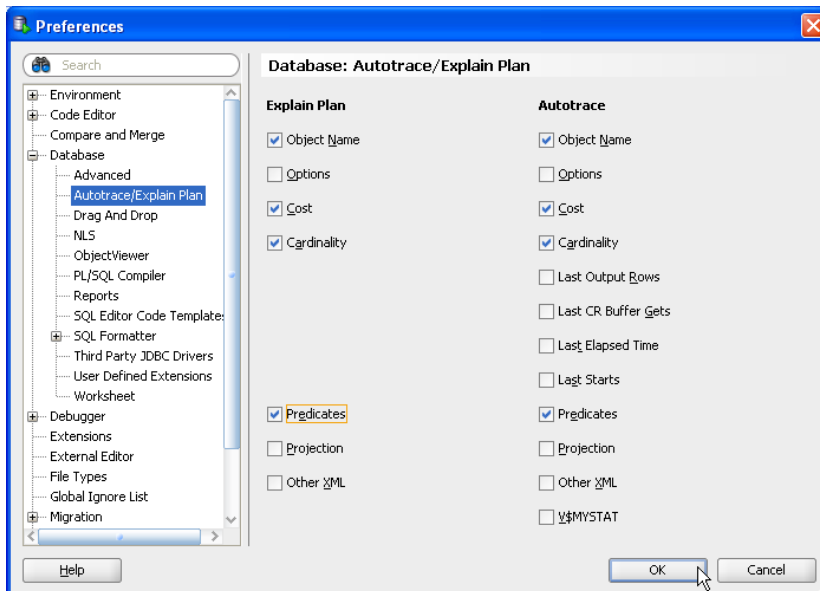 Preferences
Search
Environment
Code Editor
Compare and Merge
Database
Advanced
Autotrace/Explain Plan
Drag And Drop
NLS
ObjectViewer
PL/SQL Compiler
Reports
SQL Editor Code Template
SQL Formatter
Third Party JDBC Drivers
User Defined Extensions
Worksheet
Debugger
Extensions
External Editor
File Types
Global Ignore List
Migration
Database: Autotrace/Explain Plan
Explain Plan
Object Name
Options
Cost
Cardinality
Predicates
Projection
Other XML
Autotrace
Object Name
Options
Cost
Cardinality
Last Output Rows
Last CR Buffer Gets
Last Elapsed Time
Last Starts
Predicates
Projection
Other XML
V$MYSTAT
Help
OK
Cancel